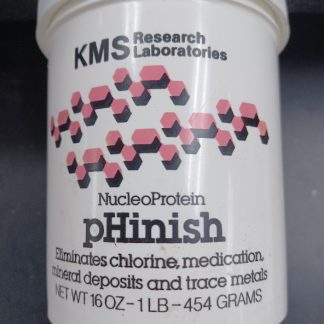 KMS Research
Laboratories
NucleoProtein
pHinish
Eliminates chlorine, medication,
mineral deposits and trace metals
NET WT 16 OZ-1 LB-454 GRAMS